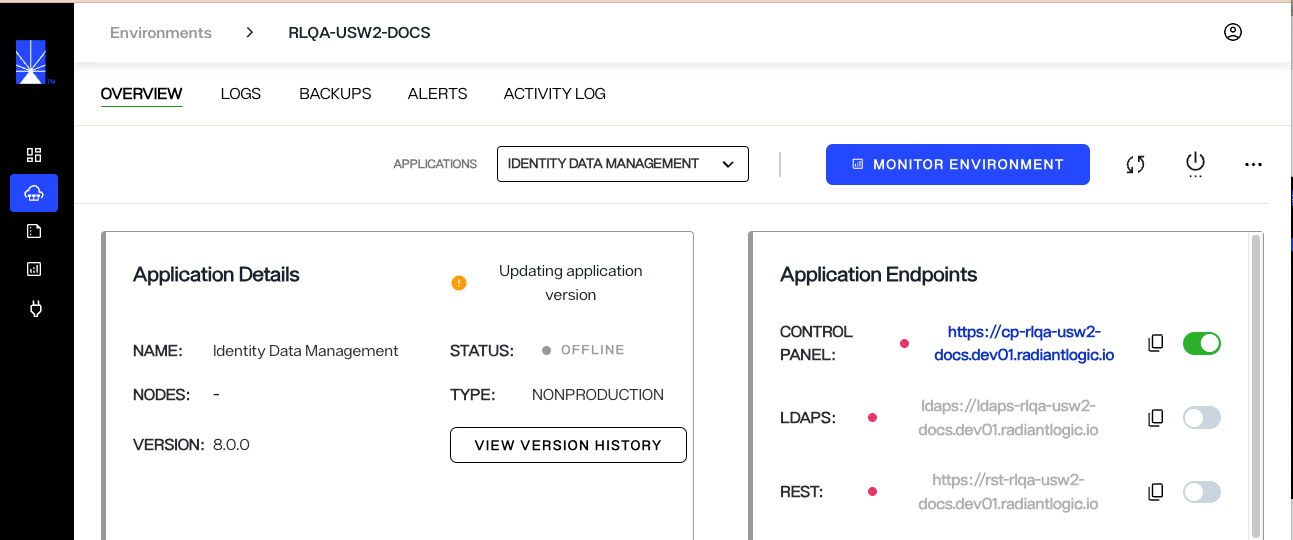 Environments > RLQA-USW2-DOCS
OVERVIEW LOGS BACKUPS ALERTS ACTIVITY LOG
APPLICATIONS IDENTITY DATA MANAGEMENT MONITOR ENVIRONMENT
Application Details
Updating application
version
NAME: Identity Data Management
STATUS: OFFLINE
NODES: -
TYPE: NONPRODUCTION
VERSION: 8.0.0
VIEW VERSION HISTORY
Application Endpoints
CONTROL
PANEL:
https://cp-rlqa-usw2-
docs.dev01.radiantlogic.io
LDAPS:
ldaps://ldaps-rlqa-usw2-
docs.dev01.radiantlogic.io
REST:
https://rst-rlqa-usw2-
docs.dev01.radiantlogic.io